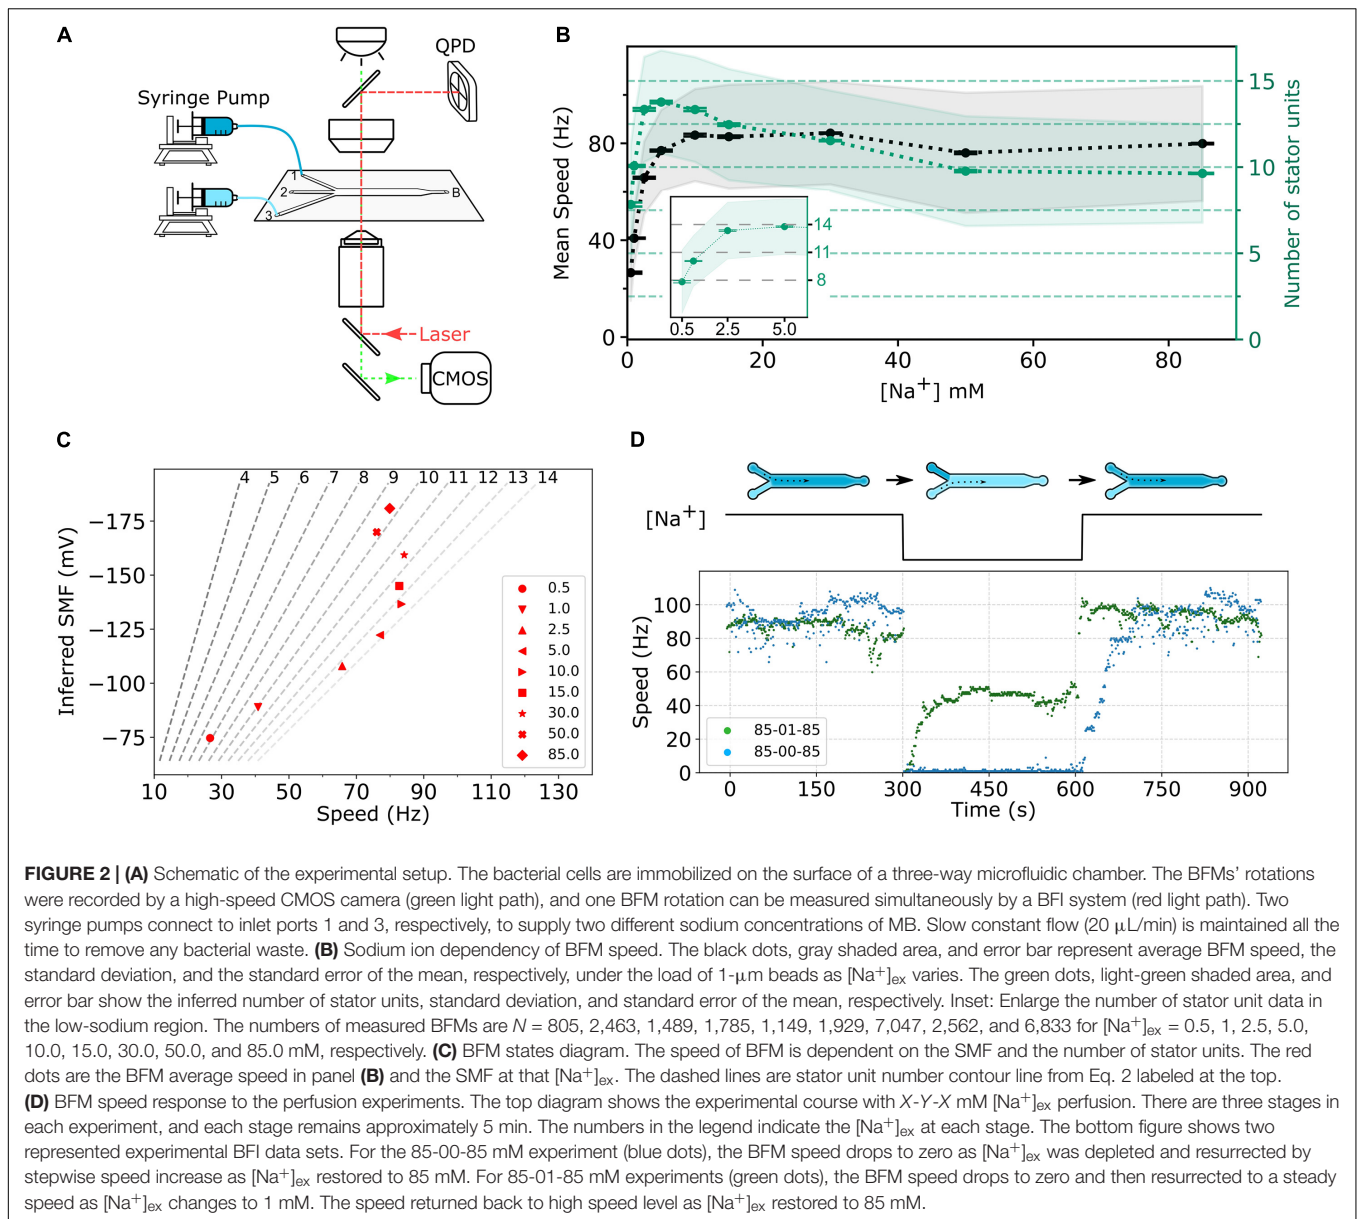 A
QPD
Syringe Pump
1
2
3
B
Laser
CMOS
B
Mean Speed (Hz)
80
40
0
0
20
40
60
80
[Na+] mM
15
10
5
0
Number of stator units
14
11
8
0.5
2.5
5.0
C
4 5 6 7 8 9 10 11 12 13 14
Inferred SMF (mV)
−175
−150
−125
−100
−75
10 30 50 70 90 110 130
Speed (Hz)
0.5
1.0
2.5
5.0
10.0
15.0
30.0
50.0
85.0
D
[Na+]
Speed (Hz)
100
80
60
40
20
0
85-01-85
85-00-85
0 150 300 450 600 750 900
Time (s)
FIGURE 2 | (A) Schematic of the experimental setup. The bacterial cells are immobilized on the surface of a three-way microfluidic chamber. The BFMs' rotations
were recorded by a high-speed CMOS camera (green light path), and one BFM rotation can be measured simultaneously by a BFI system (red light path). Two
syringe pumps connect to inlet ports 1 and 3, respectively, to supply two different sodium concentrations of MB. Slow constant flow (20 μL/min) is maintained all the
time to remove any bacterial waste. (B) Sodium ion dependency of BFM speed. The black dots, gray shaded area, and error bar represent average BFM speed, the
standard deviation, and the standard error of the mean, respectively, under the load of 1-μm beads as [Na+]ex varies. The green dots, light-green shaded area, and
error bar show the inferred number of stator units, standard deviation, and standard error of the mean, respectively. Inset: Enlarge the number of stator unit data in
the low-sodium region. The numbers of measured BFMs are N = 805, 2,463, 1,489, 1,785, 1,149, 1,929, 7,047, 2,562, and 6,833 for [Na+]ex = 0.5, 1, 2.5, 5.0,
10.0, 15.0, 30.0, 50.0, and 85.0 mM, respectively. (C) BFM states diagram. The speed of BFM is dependent on the SMF and the number of stator units. The red
dots are the BFM average speed in panel (B) and the SMF at that [Na+]ex. The dashed lines are stator unit number contour line from Eq. 2 labeled at the top.
(D) BFM speed response to the perfusion experiments. The top diagram shows the experimental course with X-Y-X mM [Na+]ex perfusion. There are three stages in
each experiment, and each stage remains approximately 5 min. The numbers in the legend indicate the [Na+]ex at each stage. The bottom figure shows two
represented experimental BFI data sets. For the 85-00-85 mM experiment (blue dots), the BFM speed drops to zero as [Na+]ex was depleted and resurrected by
stepwise speed increase as [Na+]ex restored to 85 mM. For 85-01-85 mM experiments (green dots), the BFM speed drops to zero and then resurrected to a steady
speed as [Na+]ex changes to 1 mM. The speed returned back to high speed level as [Na+]ex restored to 85 mM.